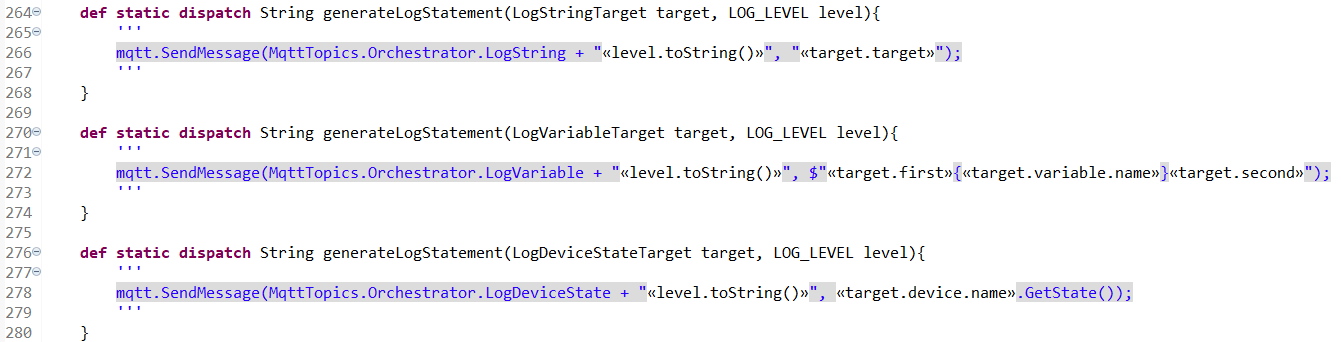 264 def static dispatch String generateLogStatement(LogStringTarget target, LOG_LEVEL level){
265 '''
266 mqtt.SendMessage(MqttTopics.Orchestrator.LogString + "«level.toString()»", "«target.target»");
267 '''
268 }
269
270 def static dispatch String generateLogStatement(LogVariableTarget target, LOG_LEVEL level){
271 '''
272 mqtt.SendMessage(MqttTopics.Orchestrator.LogVariable + "«level.toString()»", $"«target.first»{«target.variable.name»}«target.second»");
273 '''
274 }
275
276 def static dispatch String generateLogStatement(LogDeviceStateTarget target, LOG_LEVEL level){
277 '''
278 mqtt.SendMessage(MqttTopics.Orchestrator.LogDeviceState + "«level.toString()»", «target.device.name».GetState());
279 '''
280 }